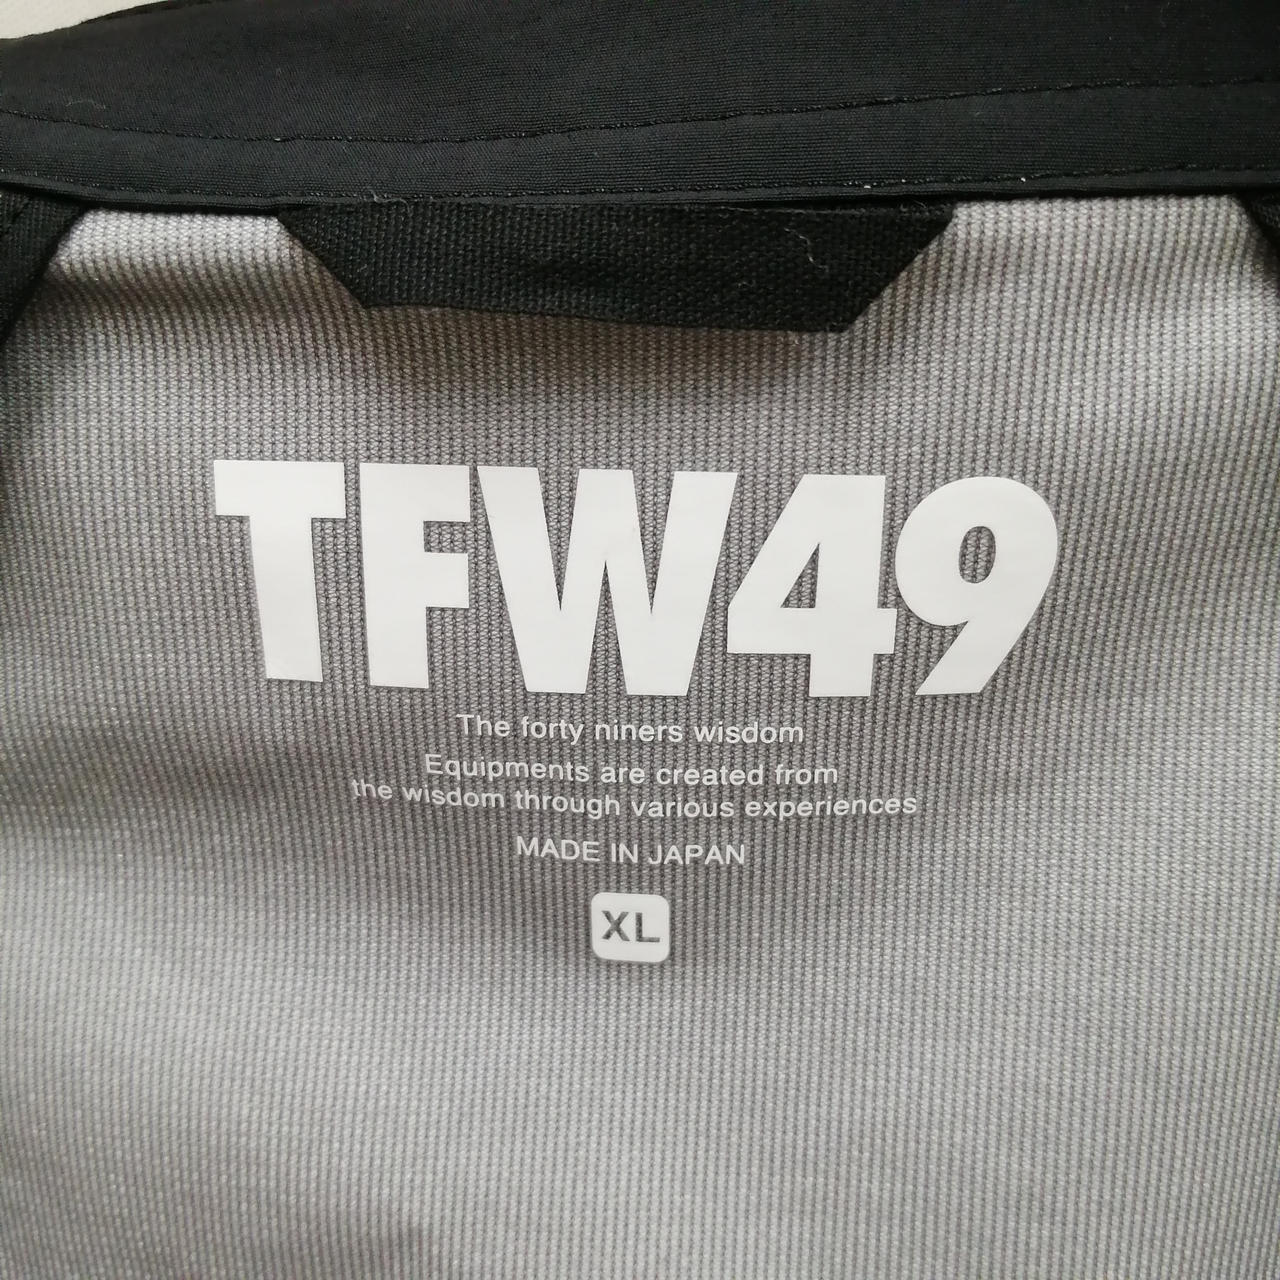 TFW49
The forty niners wisdom
Equipments are created from
the wisdom through various experiences
MADE IN JAPAN
XL